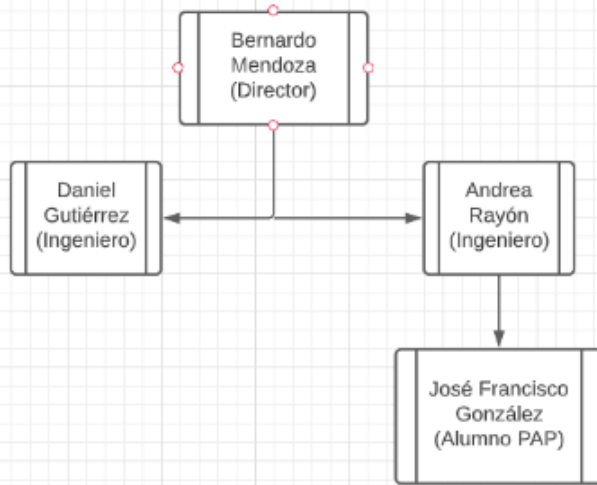 Bernardo
Mendoza
(Director)
Daniel
Gutiérrez
(Ingeniero)
Andrea
Rayón
(Ingeniero)
José Francisco
González
(Alumno PAP)